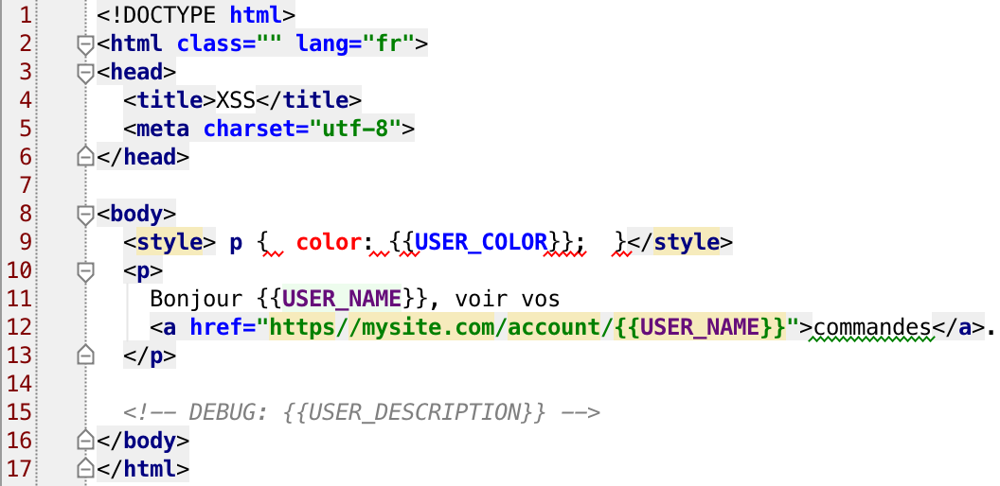 1 <!DOCTYPE html>
2 <html class="" lang="fr">
3 <head>
4 <title>XSS</title>
5 <meta charset="utf-8">
6 </head>
7
8 <body>
9 <style> p {  color: {{USER_COLOR}};  }</style>
10 <p>
11 Bonjour {{USER_NAME}}, voir vos
12 <a href="https//mysite.com/account/{{USER_NAME}}">commandes</a>.
13 </p>
14
15 <!-- DEBUG: {{USER_DESCRIPTION}} -->
16 </body>
17 </html>